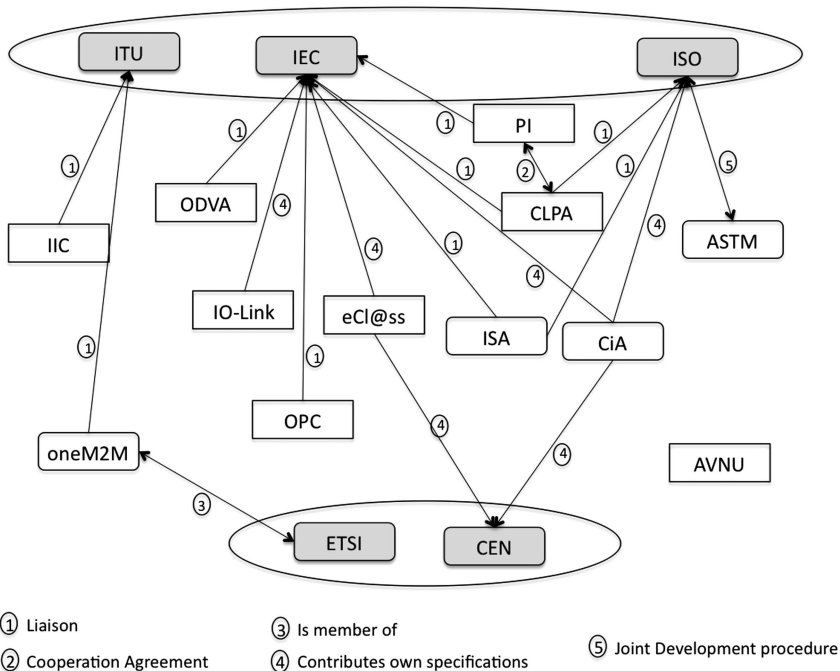 ITU
IEC
ISO
1
PI
1
1
1
2
1
1
5
ODVA
4
CLPA
4
IIC
4
1
ASTM
4
IO-Link
eCl@ss
ISA
CiA
1
1
OPC
4
oneM2M
4
AVNU
3
ETSI
CEN
1 Liaison
3 Is member of
5 Joint Development procedure
2 Cooperation Agreement
4 Contributes own specifications